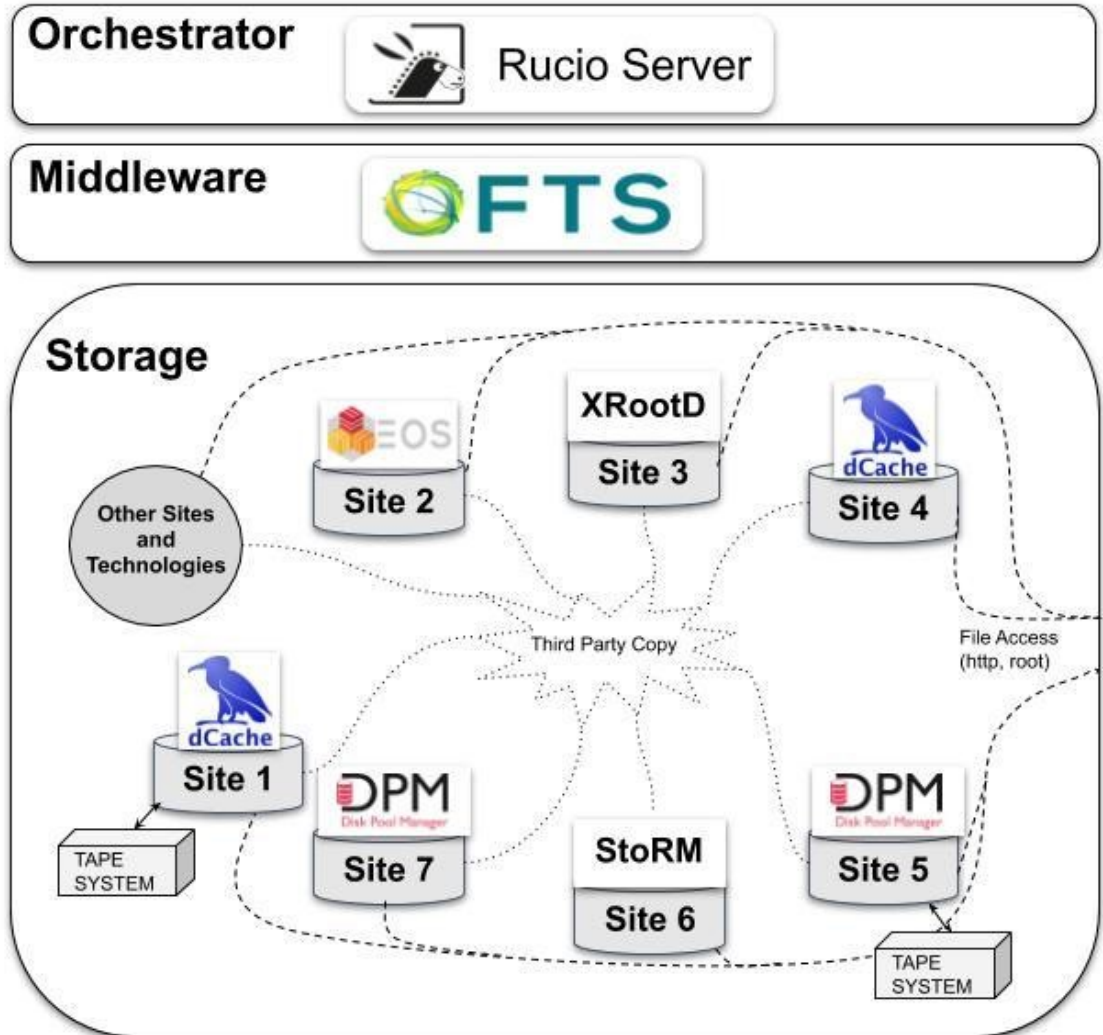 Orchestrator
Rucio Server
Middleware
FTS
Storage
EOS
Site 2
XRootD
Site 3
dCache
Site 4
Other Sites
and
Technologies
Third Party Copy
File Access
(http, root)
dCache
Site 1
TAPE
SYSTEM
DPM
Disk Pool Manager
Site 7
StoRM
Site 6
DPM
Disk Pool Manager
Site 5
TAPE
SYSTEM